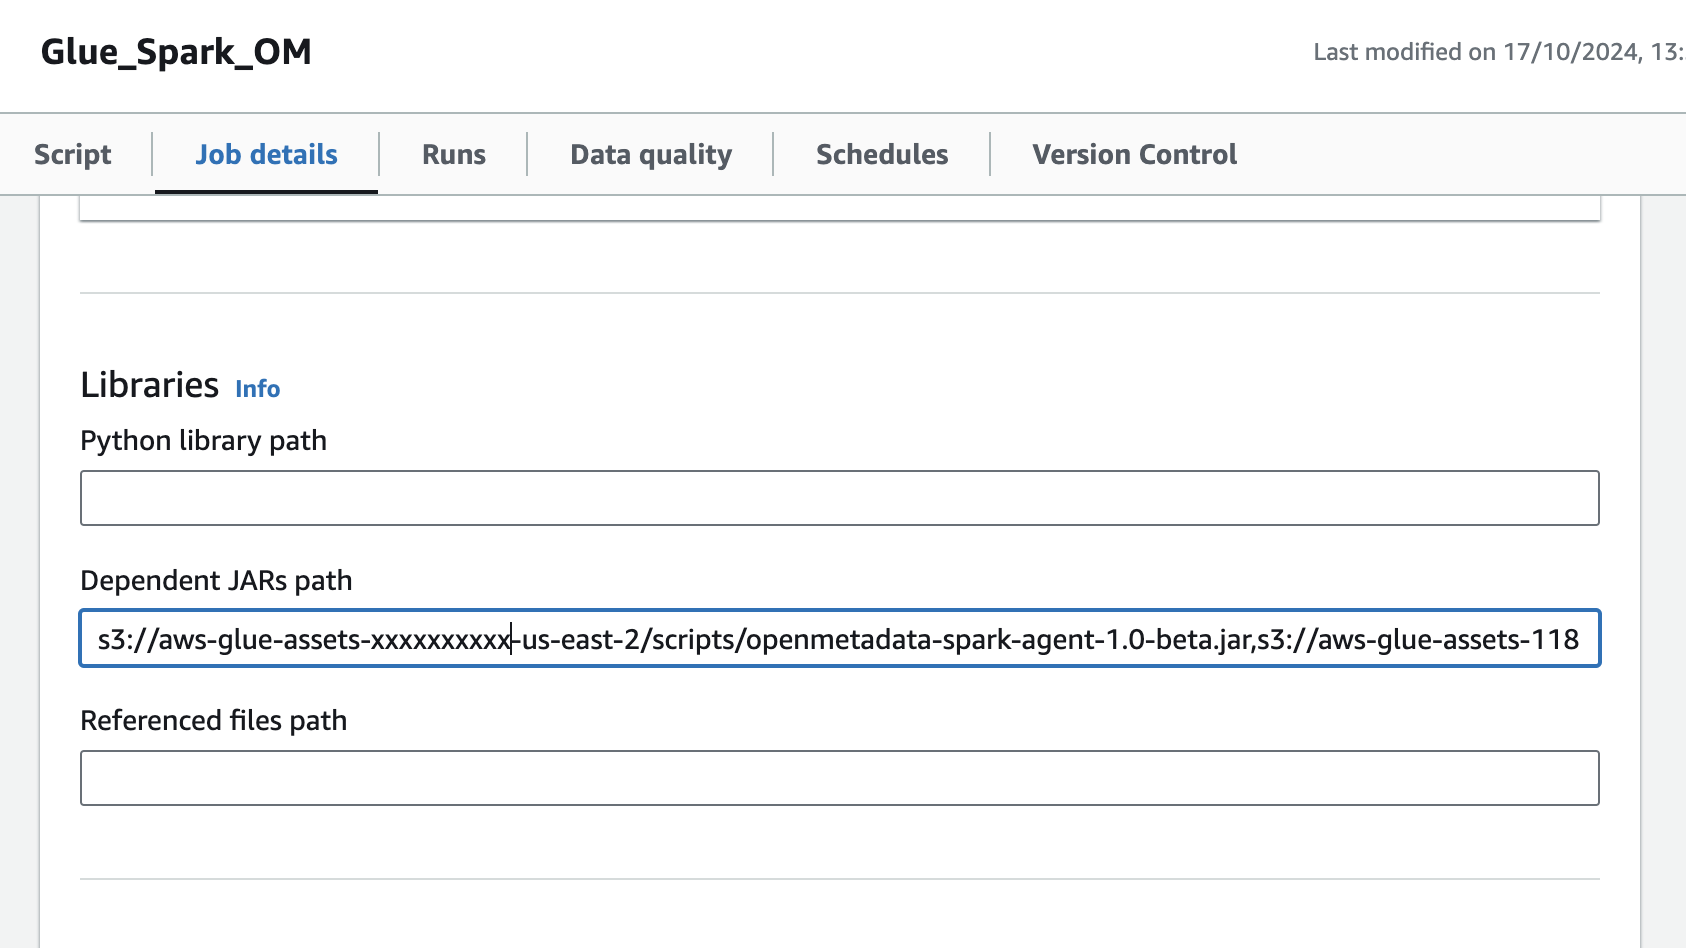 Glue_Spark_OM
Last modified on 17/10/2024, 13:
Script
Job details
Runs
Data quality
Schedules
Version Control
Libraries Info
Python library path
Dependent JARs path
s3://aws-glue-assets-xxxxxxxxxx-us-east-2/scripts/openmetadata-spark-agent-1.0-beta.jar,s3://aws-glue-assets-118
Referenced files path